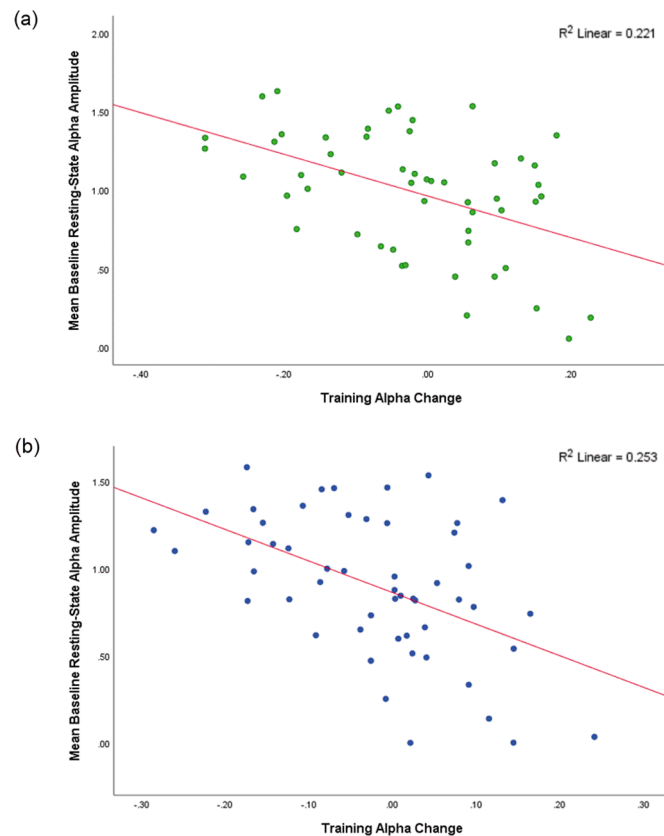 (a)
R² Linear = 0.221
2.00
1.50
1.00
.50
.00
Mean Baseline Resting-State Alpha Amplitude
-.40
-.20
.00
.20
Training Alpha Change
(b)
R² Linear = 0.253
1.50
1.00
.50
.00
Mean Baseline Resting-State Alpha Amplitude
-.30
-.20
-.10
.00
.10
.20
.30
Training Alpha Change